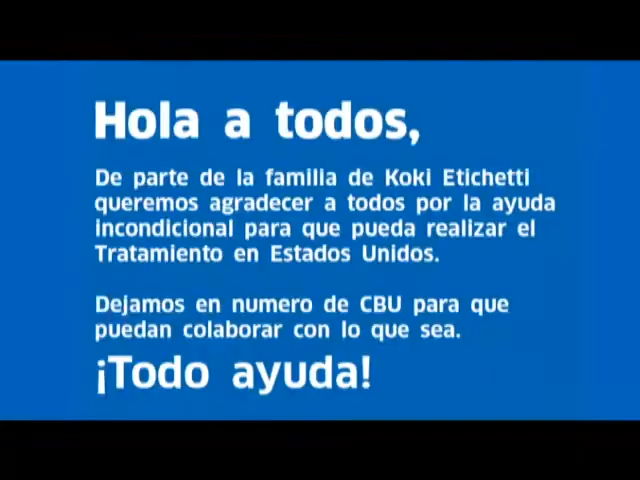 Hola a todos,
De parte de la familia de Koki Etichetti
queremos agradecer a todos por la ayuda
incondicional para que pueda realizar el
Tratamiento en Estados Unidos.
Dejamos en numero de CBU para que
puedan colaborar con lo que sea.
¡Todo ayuda!